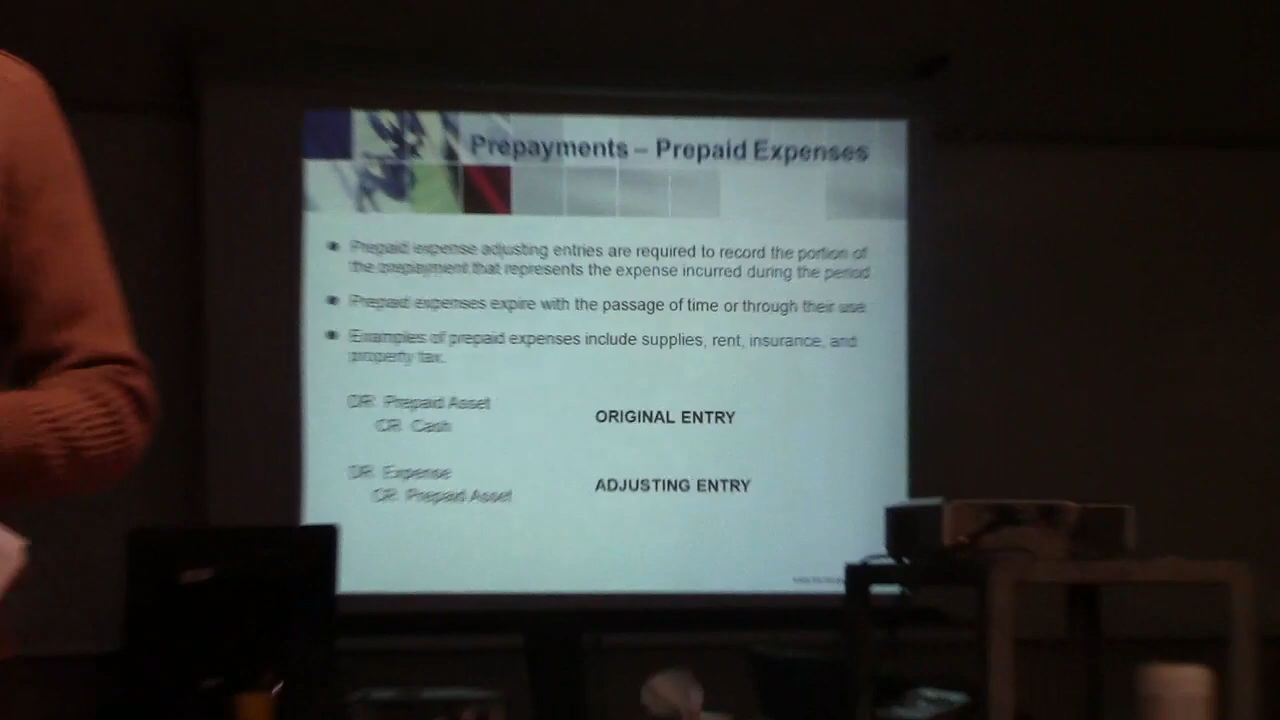 Prepayments – Prepaid Expenses
Prepaid expense adjusting entries are required to record the portion of
the prepayment that represents the expense incurred during the period
Prepaid expenses expire with the passage of time or through their use
Examples of prepaid expenses include supplies, rent, insurance, and
property tax.
DR Prepaid Asset
CR Cash
ORIGINAL ENTRY
DR Expense
CR Prepaid Asset
ADJUSTING ENTRY